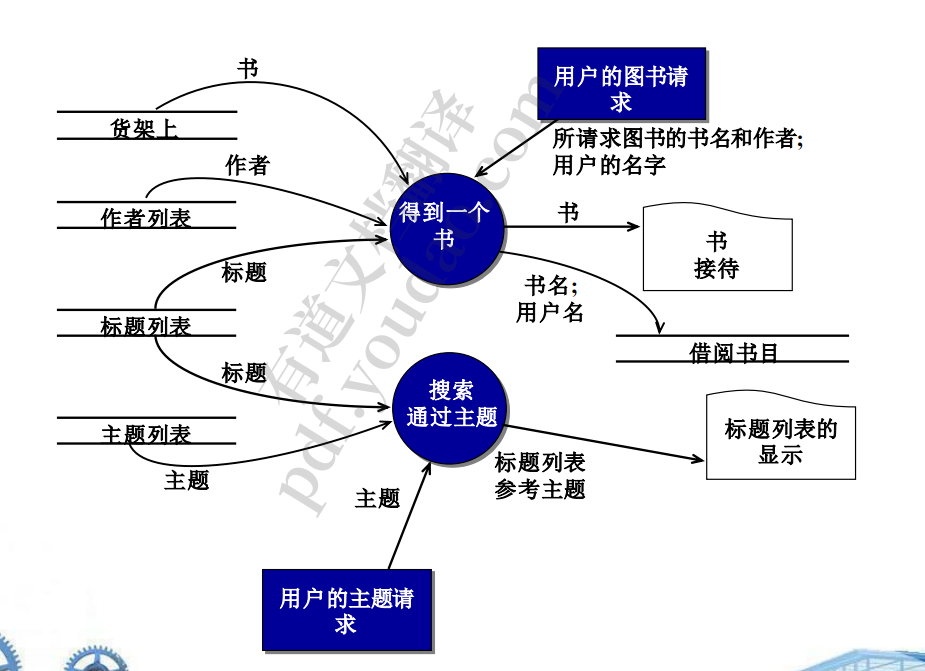 书
用户的图书请
求
货架上
所请求图书的书名和作者;
用户的名字
作者
作者列表
得到一个
书
书
书
接待
标题
书名;
用户名
标题列表
借阅书目
标题
搜索
通过主题
主题列表
标题列表的
显示
主题
标题列表
参考主题
主题
用户的主题请
求
有道文档翻译
pdf.youdao.com